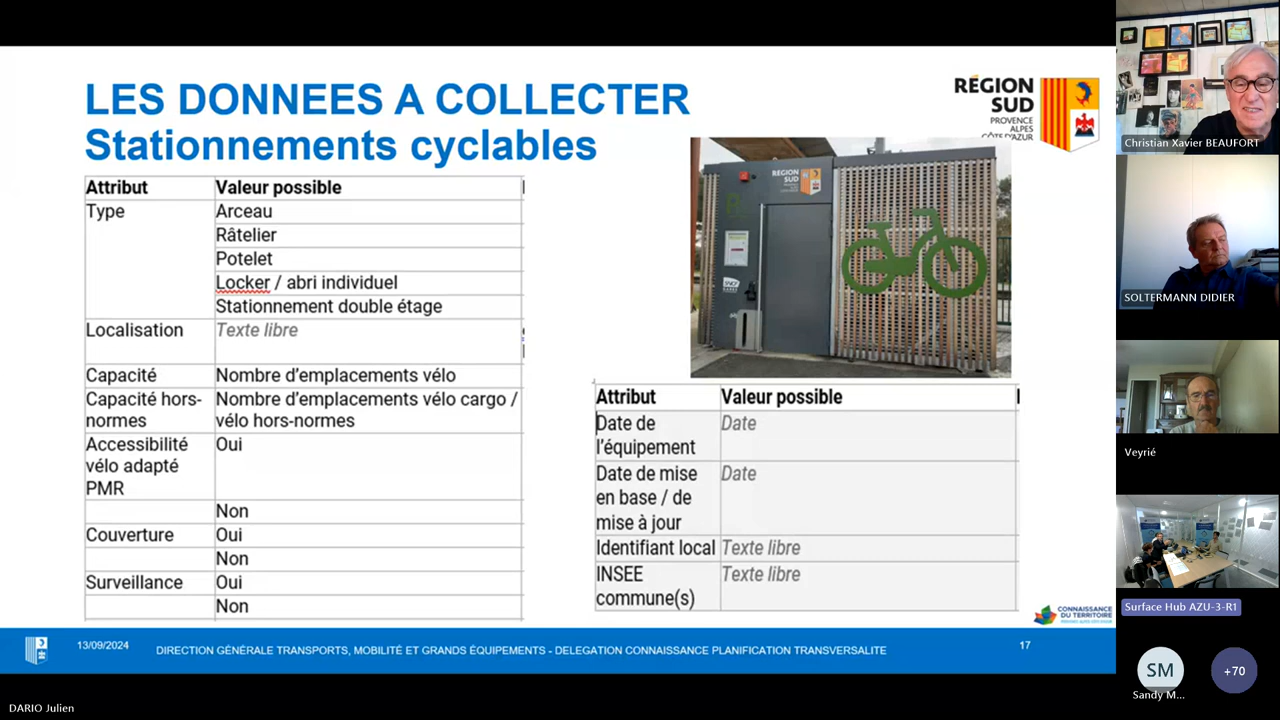 LES DONNEES A COLLECTER
Stationnements cyclables
RÉGION
SUD
PROVENCE
ALPES
CÔTE D'AZUR
Attribut Valeur possible
Type Arceau
Râtelier
Potelet
Locker / abri individuel
Stationnement double étage
Localisation Texte libre
Capacité Nombre d'emplacements vélo
Capacité hors-normes Nombre d'emplacements vélo cargo / vélo hors-normes
Accessibilité vélo adapté PMR Oui
Non
Couverture Oui
Non
Surveillance Oui
Non
RÉGION
SUD
Attribut Valeur possible
Date de l'équipement Date
Date de mise en base / de mise à jour Date
Identifiant local Texte libre
INSEE commune(s) Texte libre
CONNAISSANCE
DU TERRITOIRE
13/09/2024
DIRECTION GÉNÉRALE TRANSPORTS, MOBILITÉ ET GRANDS ÉQUIPEMENTS - DELEGATION CONNAISSANCE PLANIFICATION TRANSVERSALITE
17
Christian Xavier BEAUFORT
SOLTERMANN DIDIER
Veyrié
Surface Hub AZU-3-R1
SM
Sandy M...
+70
DARIO Julien